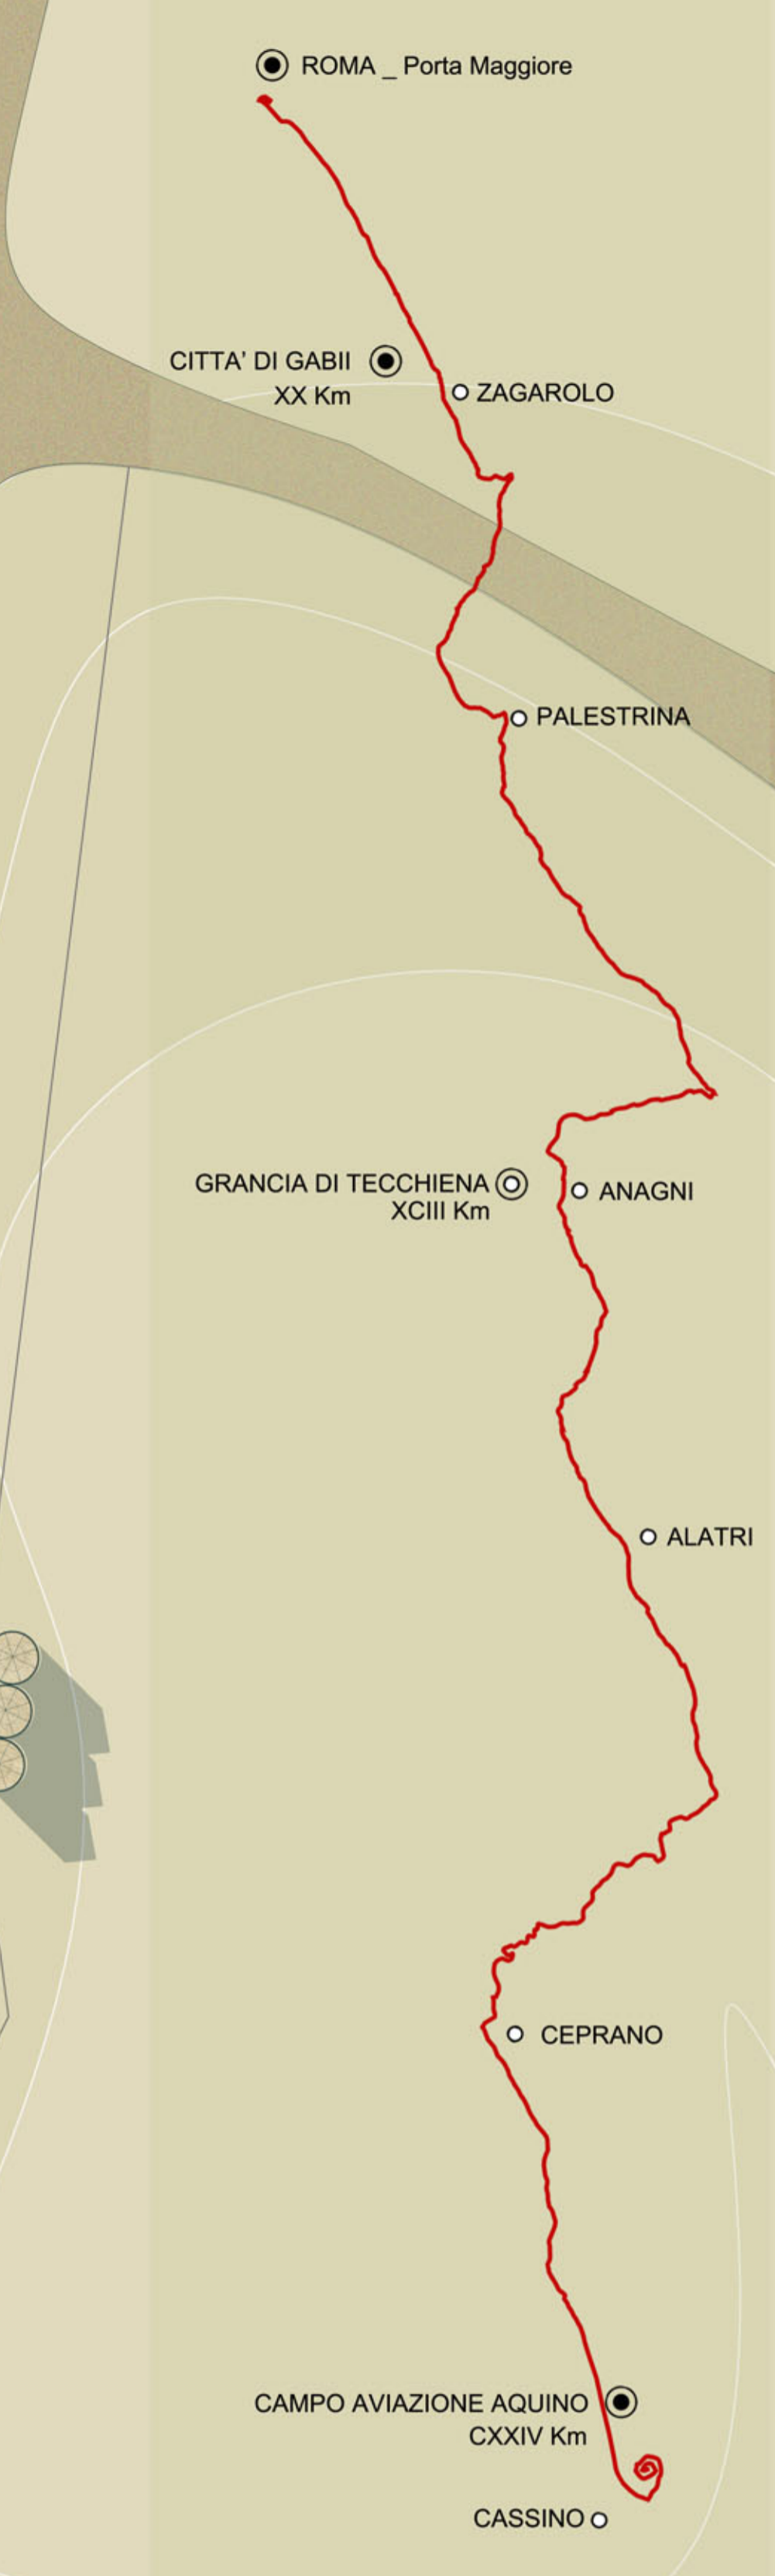 ROMA _ Porta Maggiore
CITTA' DI GABII
XX Km
ZAGAROLO
PALESTRINA
GRANCIA DI TECCHIENA
XCIII Km
ANAGNI
ALATRI
CEPRANO
CAMPO AVIAZIONE AQUINO
CXXIV Km
CASSINO